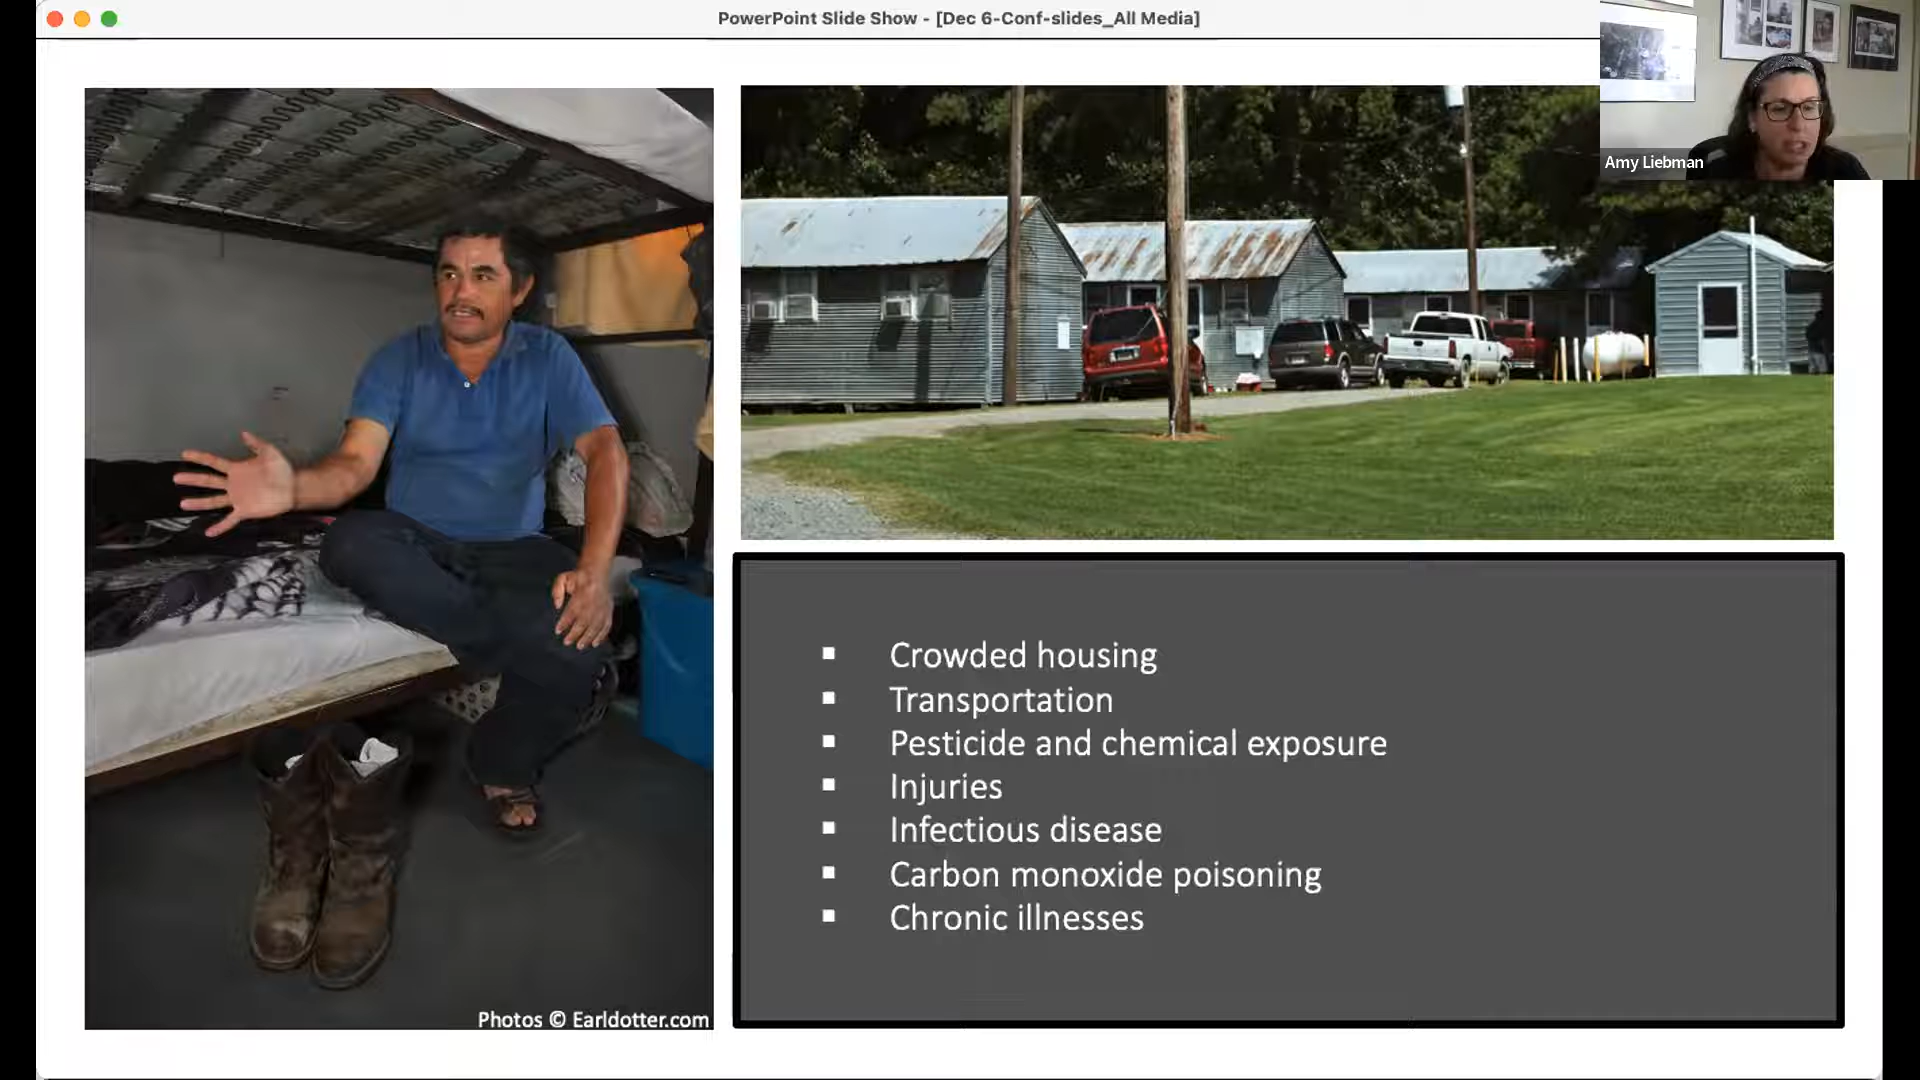 PowerPoint Slide Show - [Dec 6-Conf-slides_All Media]
Amy Liebman
Crowded housing
Transportation
Pesticide and chemical exposure
Injuries
Infectious disease
Carbon monoxide poisoning
Chronic illnesses
Photos © Earldotter.com